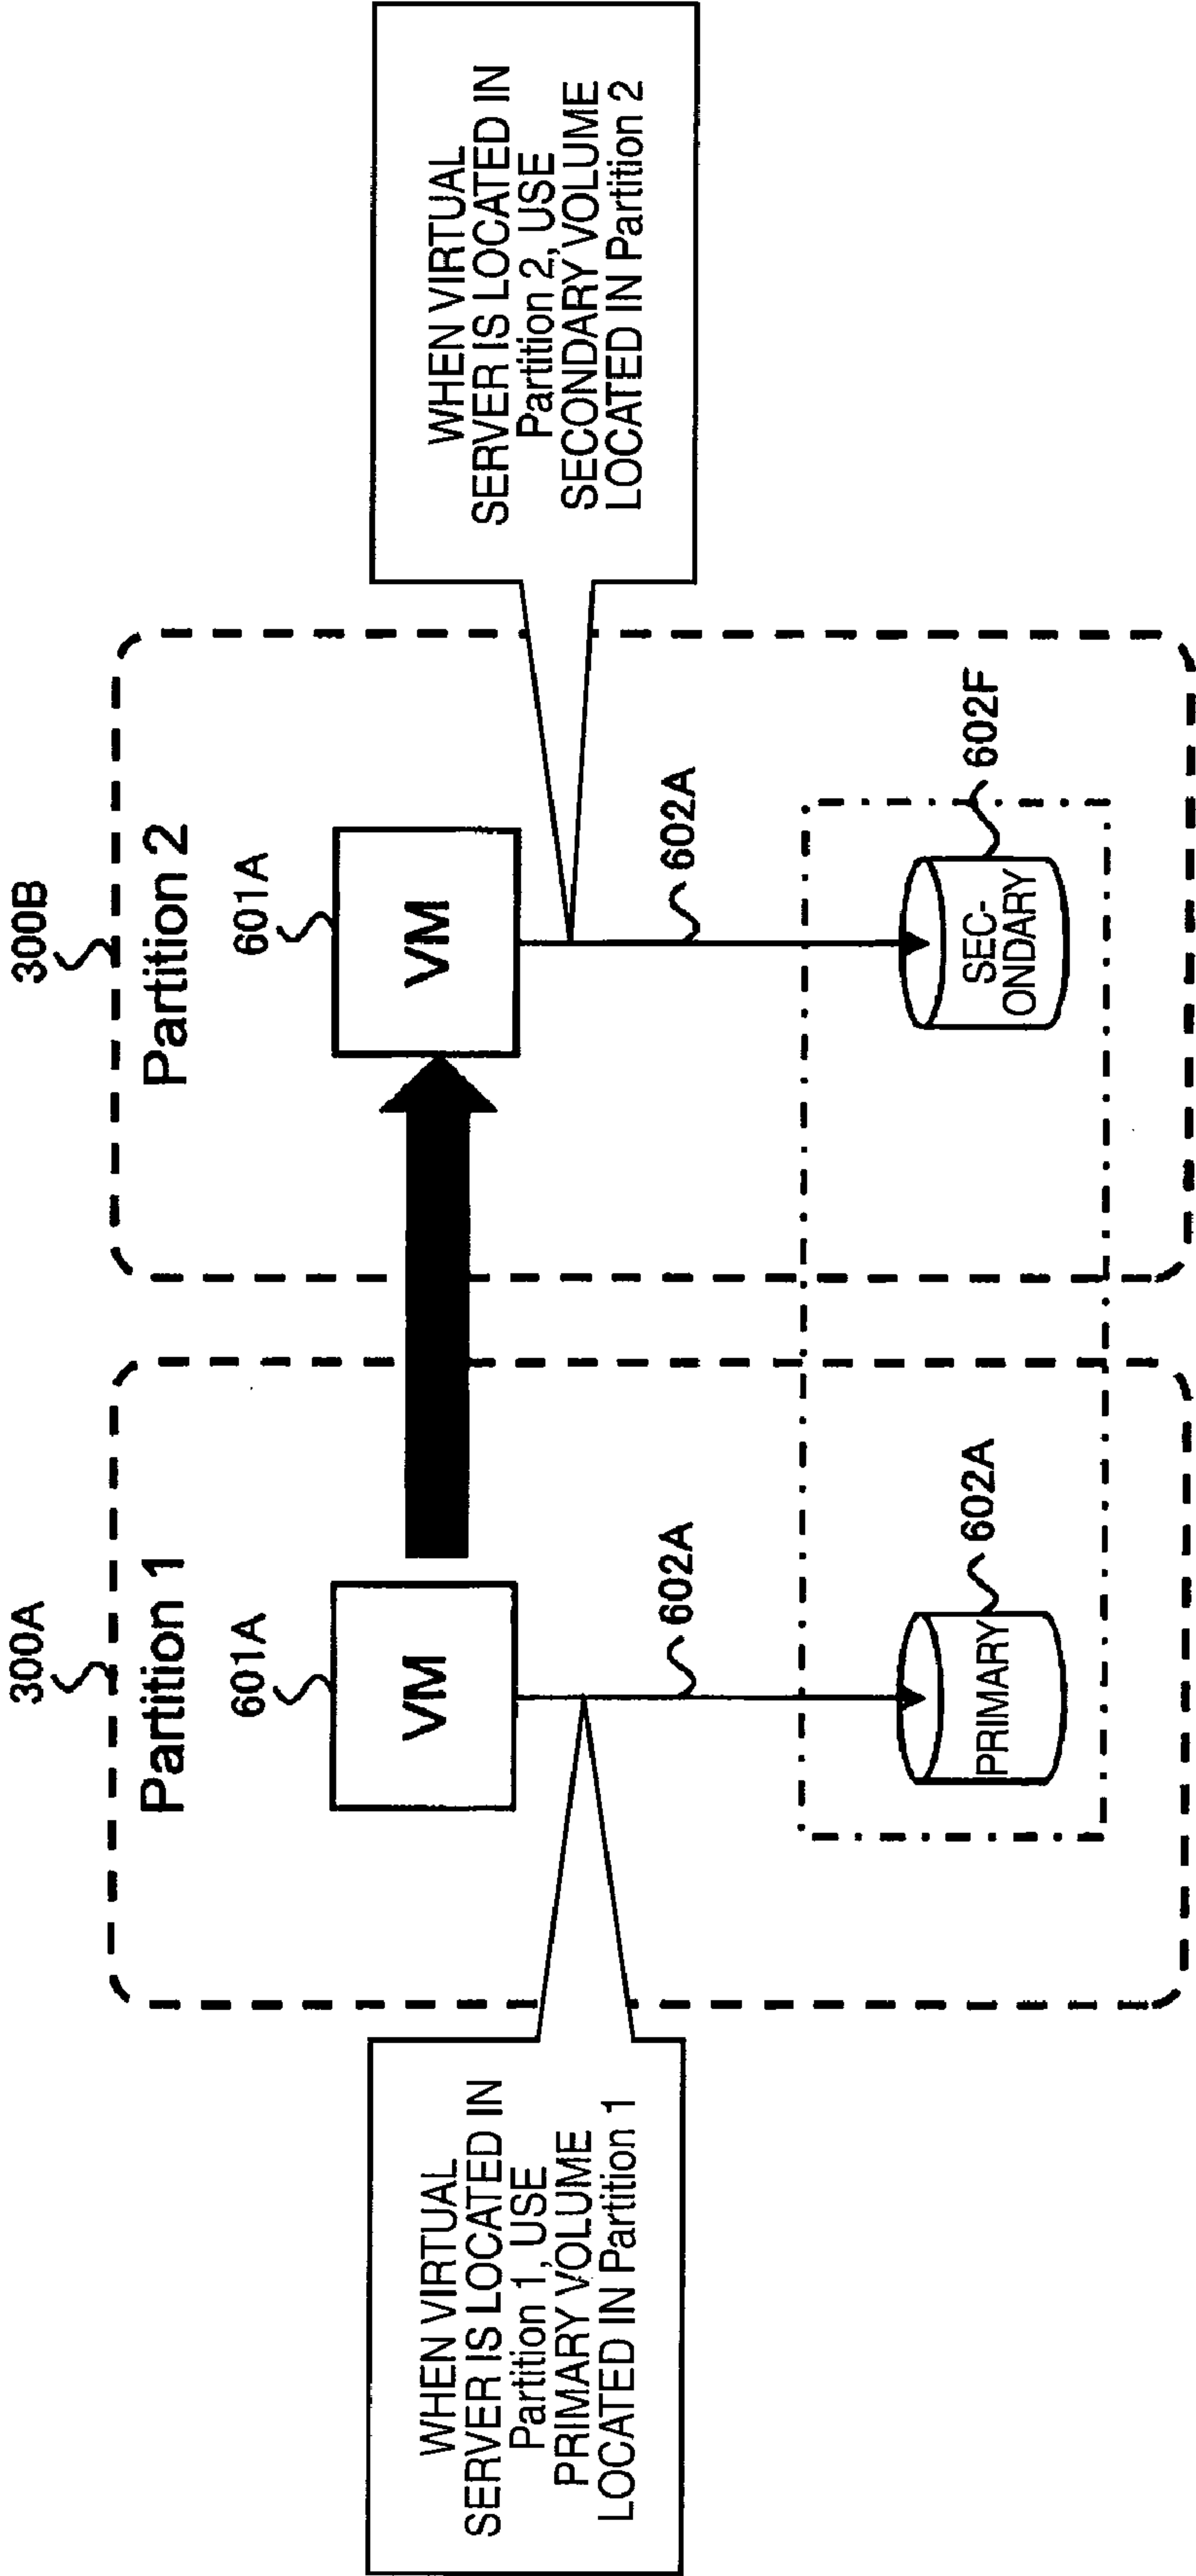 300A
300B
Partition 1
Partition 2
601A
601A
VM
VM
WHEN VIRTUAL
SERVER IS LOCATED IN
Partition 1, USE
PRIMARY VOLUME
LOCATED IN Partition 1
WHEN VIRTUAL
SERVER IS LOCATED IN
Partition 2, USE
SECONDARY VOLUME
LOCATED IN Partition 2
602A
602A
PRIMARY
602A
SEC-
ONDARY
602F